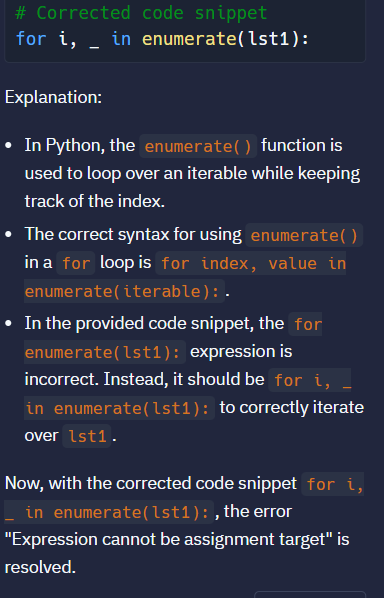 # Corrected code snippet
for i, _ in enumerate(lst1):
Explanation:
• In Python, the enumerate() function is
used to loop over an iterable while keeping
track of the index.
• The correct syntax for using enumerate()
in a for loop is for index, value in
enumerate(iterable): .
• In the provided code snippet, the for
enumerate(lst1): expression is
incorrect. Instead, it should be for i, _
in enumerate(lst1): to correctly iterate
over lst1 .
Now, with the corrected code snippet for i,
_ in enumerate(lst1): , the error
"Expression cannot be assignment target" is
resolved.